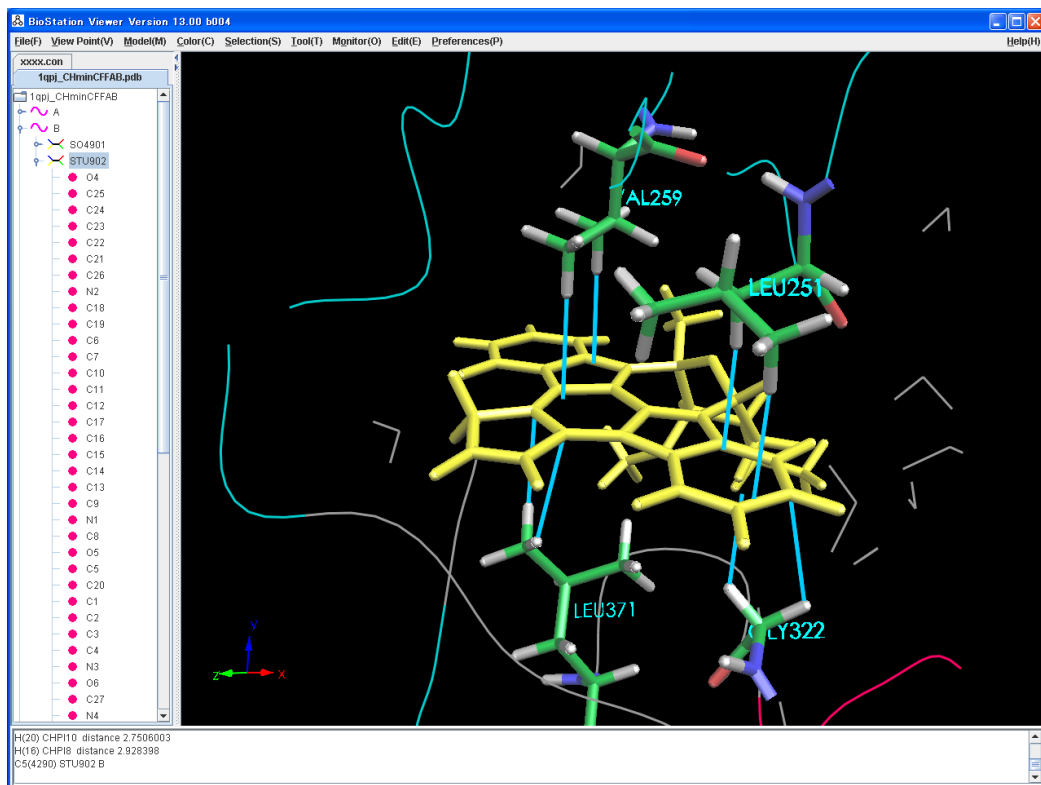 BioStation Viewer Version 13.00 b004
File(F) View Point(V) Model(M) Color(C) Selection(S) Tool(T) Monitor(O) Edit(E) Preferences(P) Help(H)
xxxx.con
1qpj_CHminCFFAB.pdb
1qpj_CHminCFFAB
A
B
SO4901
STU902
O4
C25
C24
C23
C22
C21
C26
N2
C18
C19
C6
C7
C10
C11
C12
C17
C16
C15
C14
C13
C9
N1
C8
O5
C5
C20
C1
C2
C3
C4
N3
O6
C27
N4
VAL259
LEU251
LEU371
GLY322
Y
Z
X
H(20) CHPI10 distance 2.7506003
H(16) CHPI8 distance 2.928398
C5(4290) STU902 B